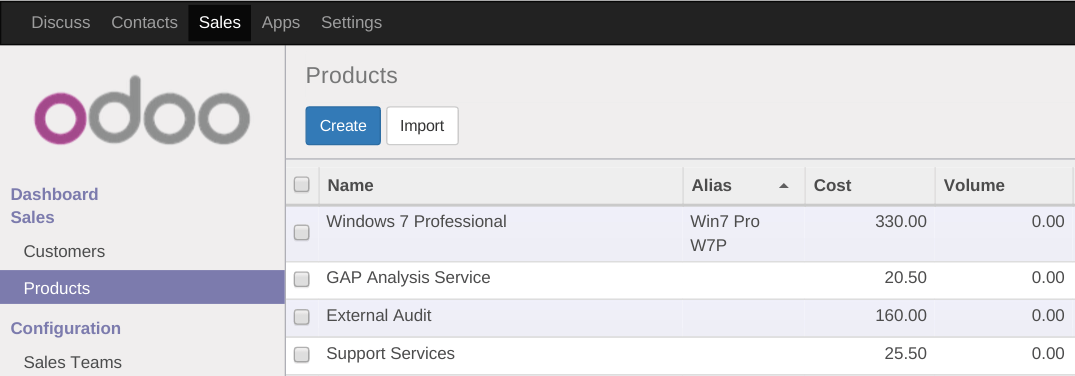 Discuss Contacts Sales Apps Settings
odoo
Dashboard
Sales
Customers
Products
Configuration
Sales Teams
Products
Create Import
Name Alias Cost Volume
Windows 7 Professional Win7 Pro 330.00 0.00
W7P
GAP Analysis Service 20.50 0.00
External Audit 160.00 0.00
Support Services 25.50 0.00